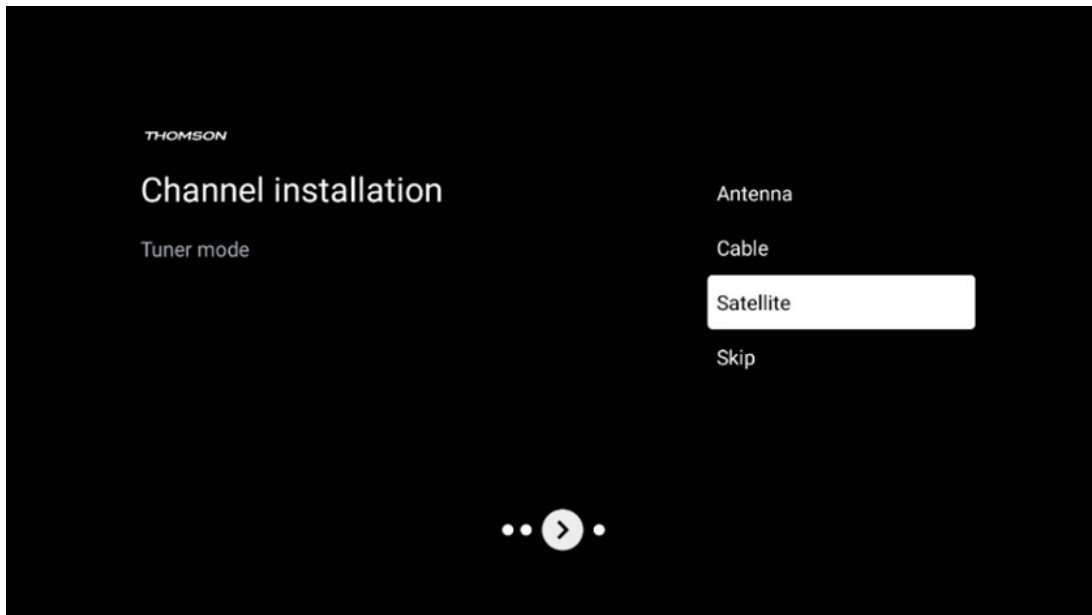 THOMSON
Channel installation
Tuner mode
Antenna
Cable
Satellite
Skip